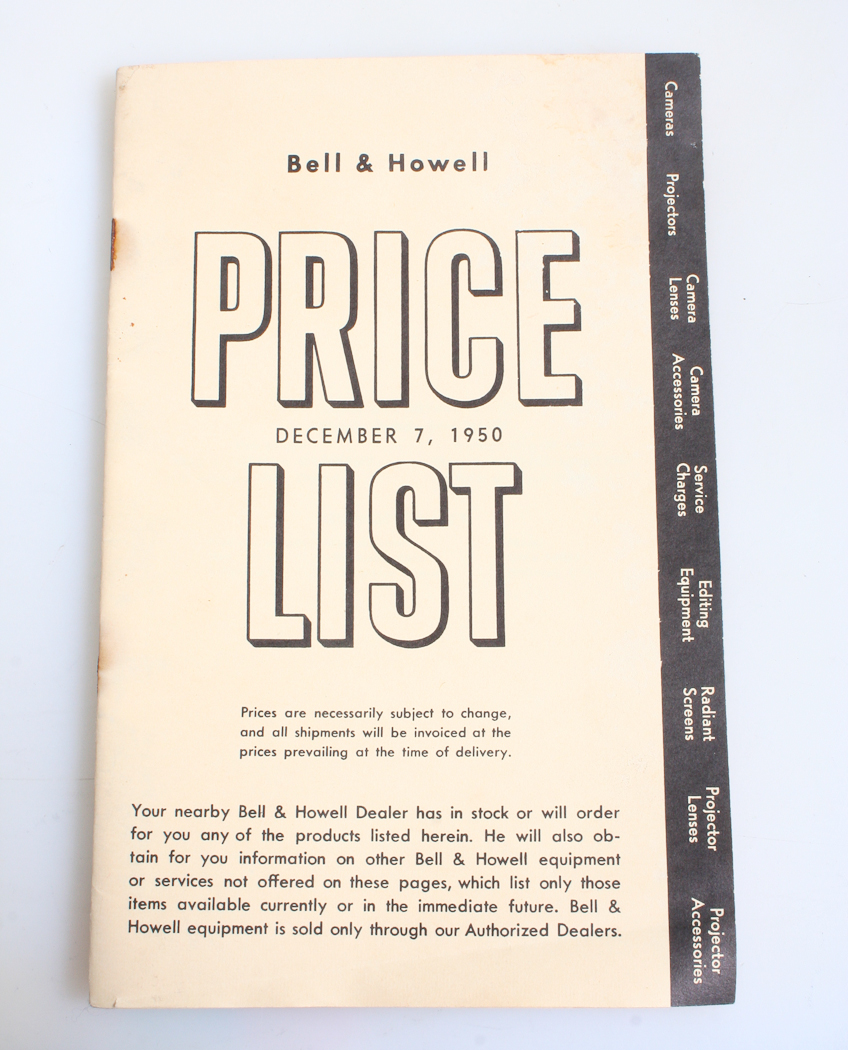 Bell & Howell
PRICE
DECEMBER 7, 1950
LIST
Prices are necessarily subject to change,
and all shipments will be invoiced at the
prices prevailing at the time of delivery.
Your nearby Bell & Howell Dealer has in stock or will order
for you any of the products listed herein. He will also ob-
tain for you information on other Bell & Howell equipment
or services not offered on these pages, which list only those
items available currently or in the immediate future. Bell &
Howell equipment is sold only through our Authorized Dealers.
Cameras
Projectors
Camera
Lenses
Camera
Accessories
Service
Charges
Editing
Equipment
Radiant
Screens
Projector
Lenses
Projector
Accessories